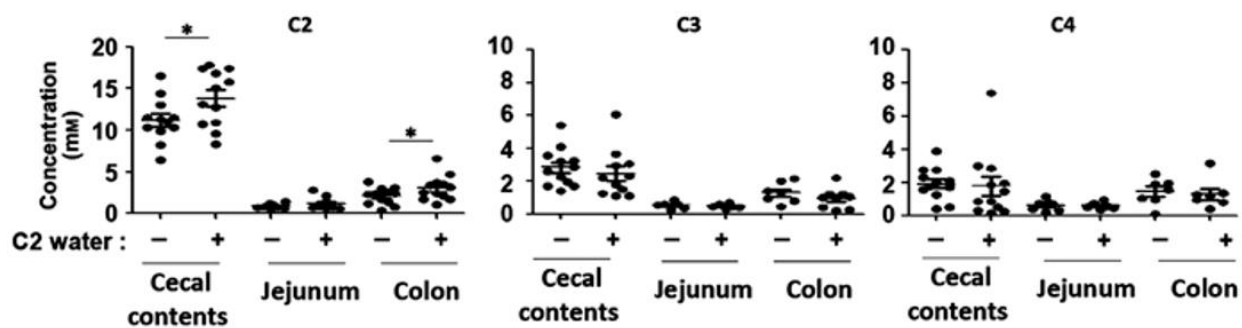 C2
C3
C4
*
*
Concentration
(mM)
20
15
10
5
0
10
8
6
4
2
0
10
8
6
4
2
0
C2 water : – + – + – +
– + – + – +
– + – + – +
Cecal
contents
Jejunum
Colon
Cecal
contents
Jejunum
Colon
Cecal
contents
Jejunum
Colon